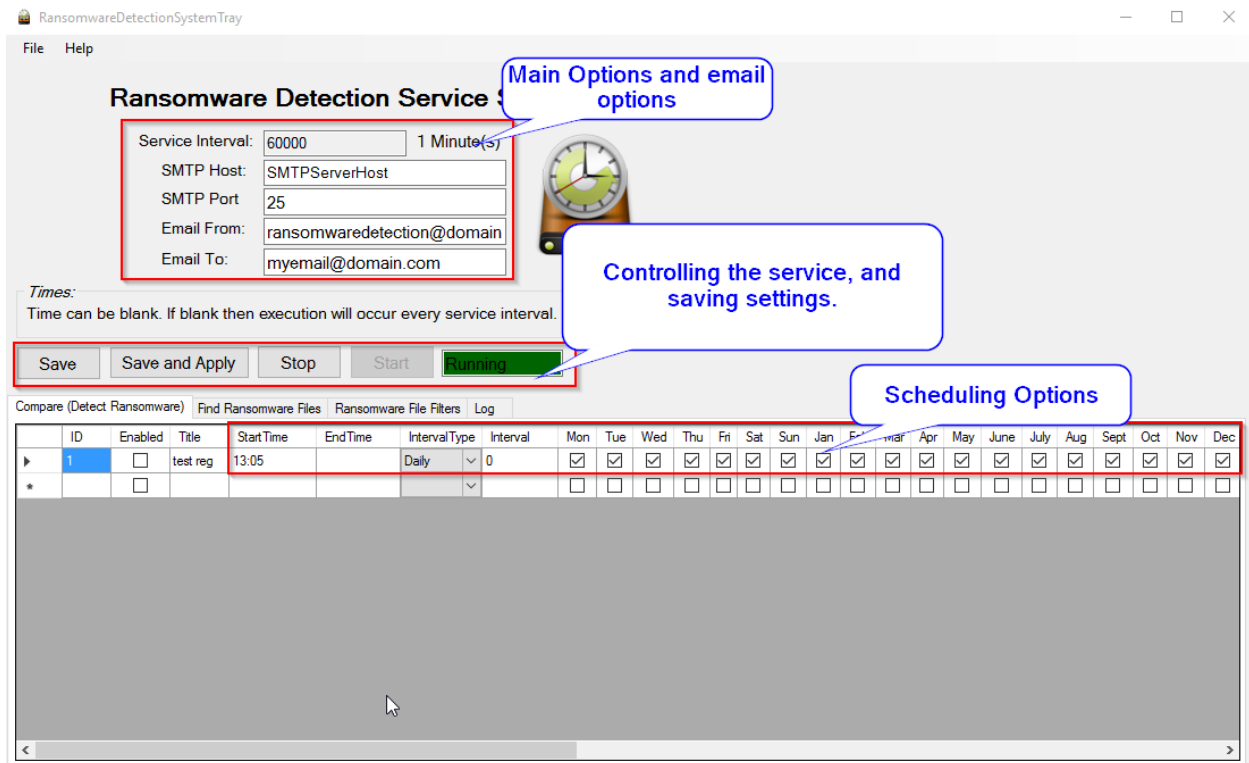 RansomwareDetectionSystemTray
File Help
Main Options and email
options
Ransomware Detection Service
Service Interval: 60000 1 Minute(s)
SMTP Host: SMTPServerHost
SMTP Port 25
Email From: ransomwaredetection@domain
Email To: myemail@domain.com
Controlling the service, and
saving settings.
Times:
Time can be blank. If blank then execution will occur every service interval.
Save Save and Apply Stop Start Running
Scheduling Options
Compare (Detect Ransomware) Find Ransomware Files Ransomware File Filters Log
ID Enabled Title StartTime EndTime IntervalType Interval Mon Tue Wed Thu Fri Sat Sun Jan Mar Apr May June July Aug Sept Oct Nov Dec
1 test reg 13:05 Daily 0